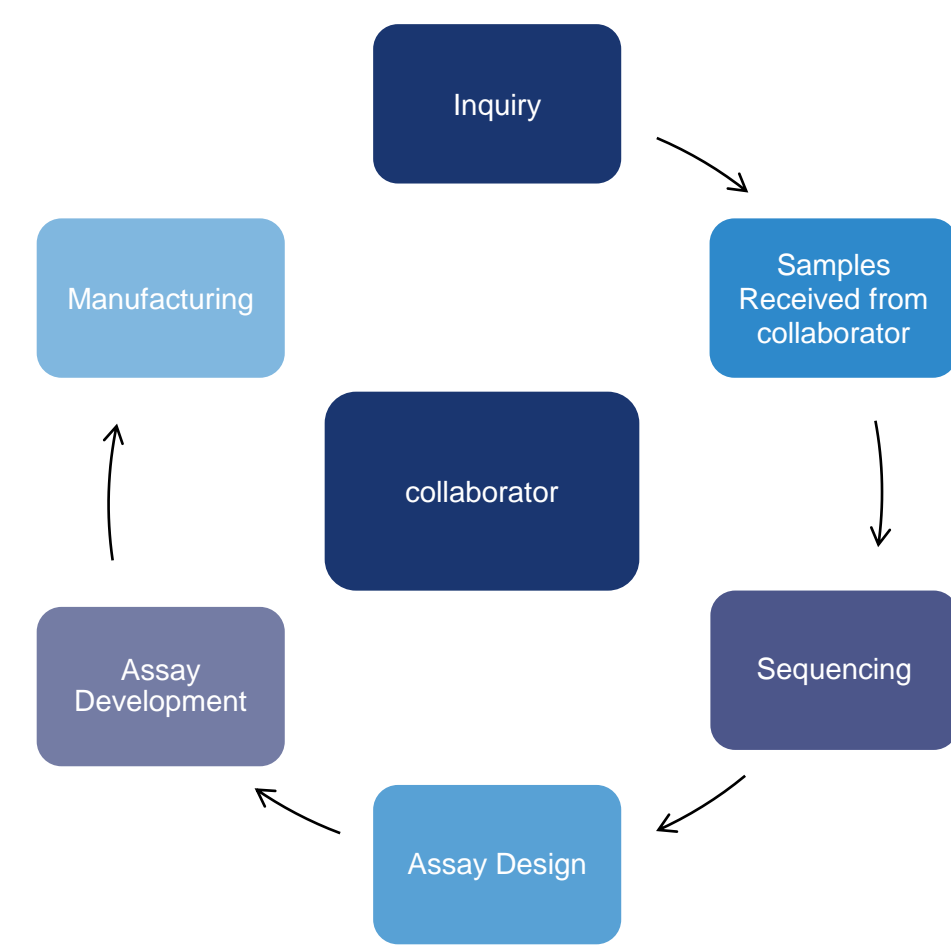 Inquiry
Samples
Received from
collaborator
Sequencing
Assay Design
Assay
Development
Manufacturing
collaborator